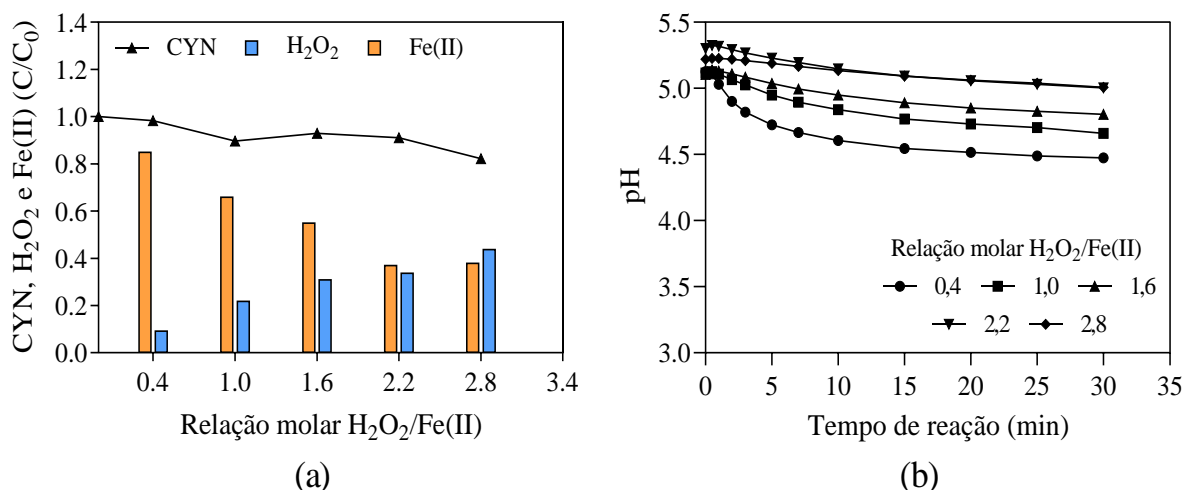 CYN, H₂O₂ e Fe(II) (C/C₀)
1.4
1.2
1.0
0.8
0.6
0.4
0.2
0.0
CYN H₂O₂ Fe(II)
0.4 1.0 1.6 2.2 2.8 3.4
Relação molar H₂O₂/Fe(II)
(a)
pH
5.5
5.0
4.5
4.0
3.5
5.0
3.0
Relação molar H₂O₂/Fe(II)
0,4 1,0 1,6
2,2 2,8
0 5 10 15 20 25 30 35
Tempo de reação (min)
(b)